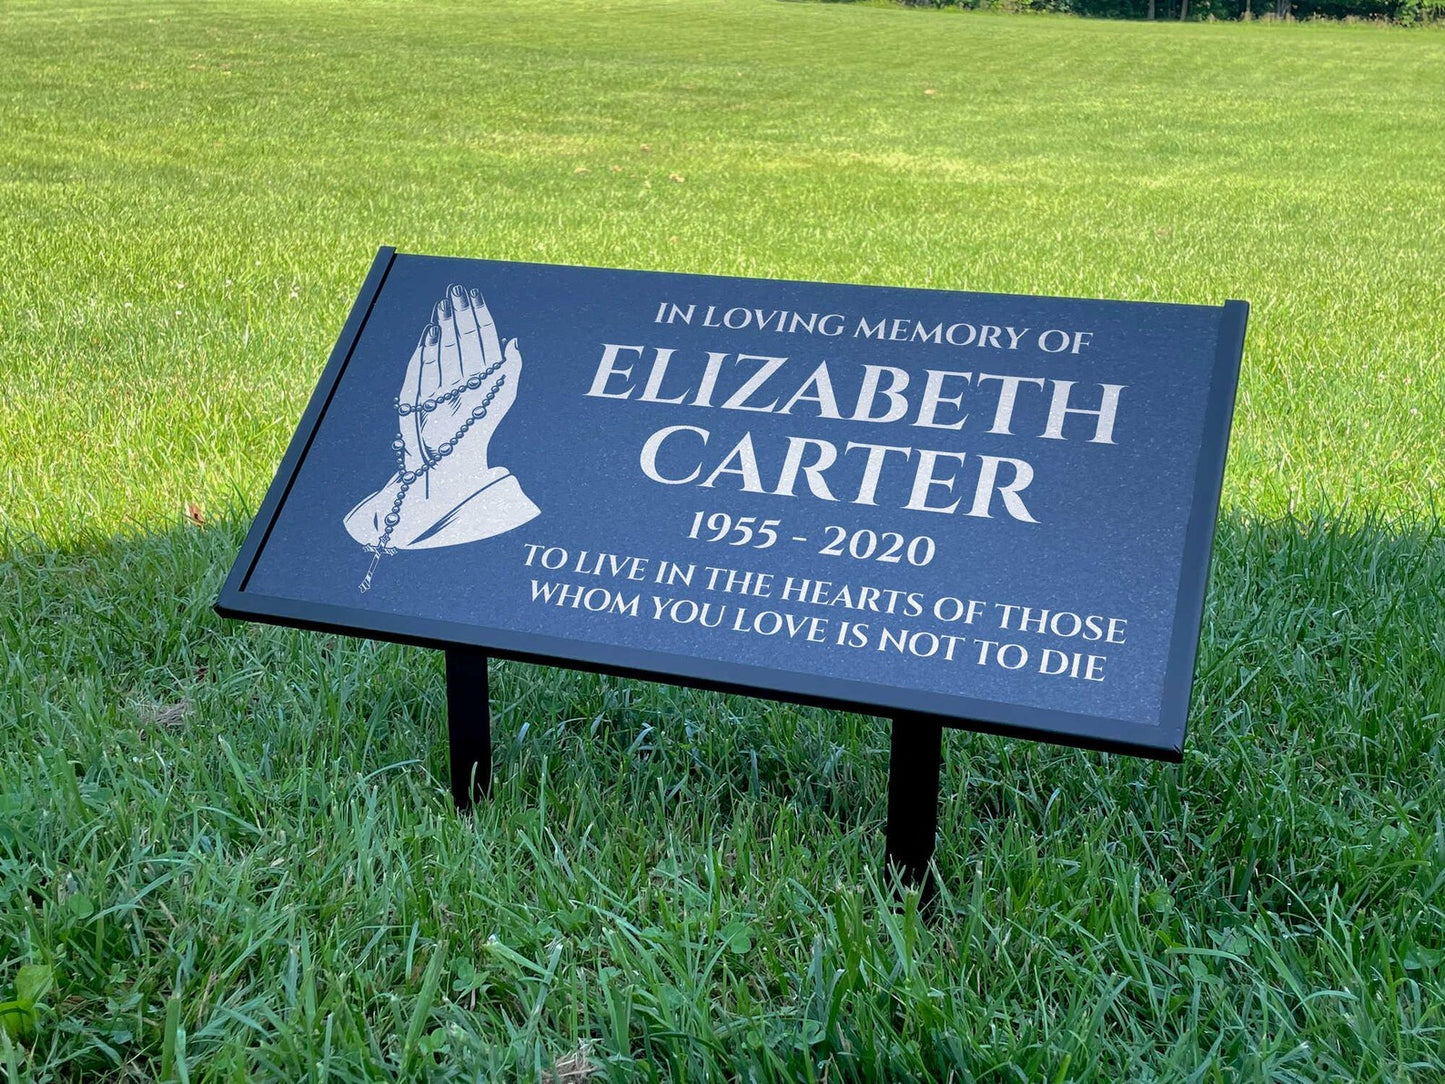 IN LOVING MEMORY OF
ELIZABETH
CARTER
1955 - 2020
TO LIVE IN THE HEARTS OF THOSE
WHOM YOU LOVE IS NOT TO DIE